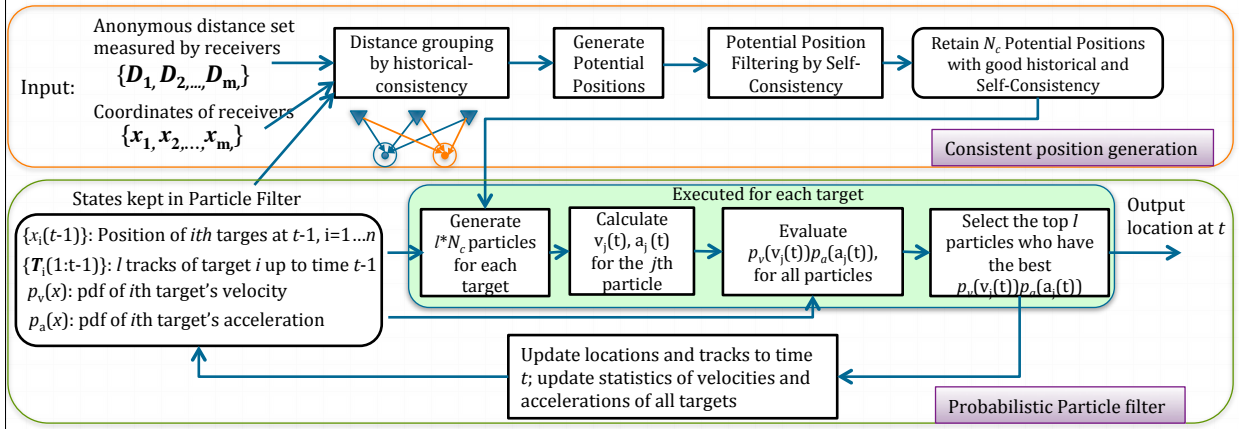 Anonymous distance set
measured by receivers
{D1, D2,..., Dm,}
Input:
Coordinates of receivers
{x1, x2,..., xm,}
Distance grouping
by historical-
consistency
Generate
Potential
Positions
Potential Position
Filtering by Self-
Consistency
Retain Nc Potential Positions
with good historical and
Self-Consistency
Consistent position generation
States kept in Particle Filter
{xi(t-1)}: Position of ith targes at t-1, i=1...n
{Ti(1:t-1)}: l tracks of target i up to time t-1
pv(x): pdf of ith target's velocity
pa(x): pdf of ith target's acceleration
Executed for each target
Generate
l*Nc particles
for each
target
Calculate
vj(t), aj(t)
for the jth
particle
Evaluate
pv(vj(t))pa(aj(t)),
for all particles
Select the top l
particles who have
the best
pv(vj(t))pa(aj(t))
Output
location at t
Update locations and tracks to time
t; update statistics of velocities and
accelerations of all targets
Probabilistic Particle filter